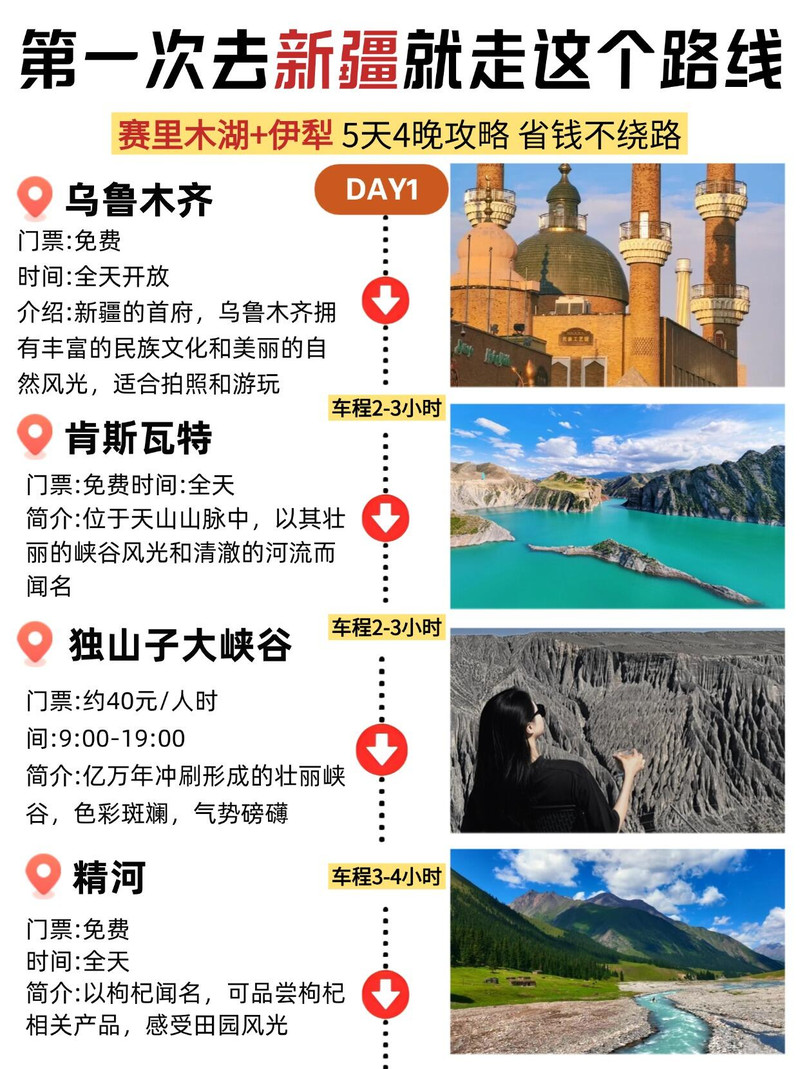 第一次去新疆就走这个路线
赛里木湖+伊犁 5天4晚攻略 省钱不绕路
DAY1
乌鲁木齐
门票:免费
时间:全天开放
介绍:新疆的首府，乌鲁木齐拥
有丰富的民族文化和美丽的自
然风光，适合拍照和游玩
车程2-3小时
肯斯瓦特
门票:免费时间:全天
简介:位于天山山脉中，以其壮
丽的峡谷风光和清澈的河流而
闻名
车程2-3小时
独山子大峡谷
门票:约40元/人时
间:9:00-19:00
简介:亿万年冲刷形成的壮丽峡
谷，色彩斑斓，气势磅礴
车程3-4小时
精河
门票:免费
时间:全天
简介:以枸杞闻名，可品尝枸杞
相关产品，感受田园风光